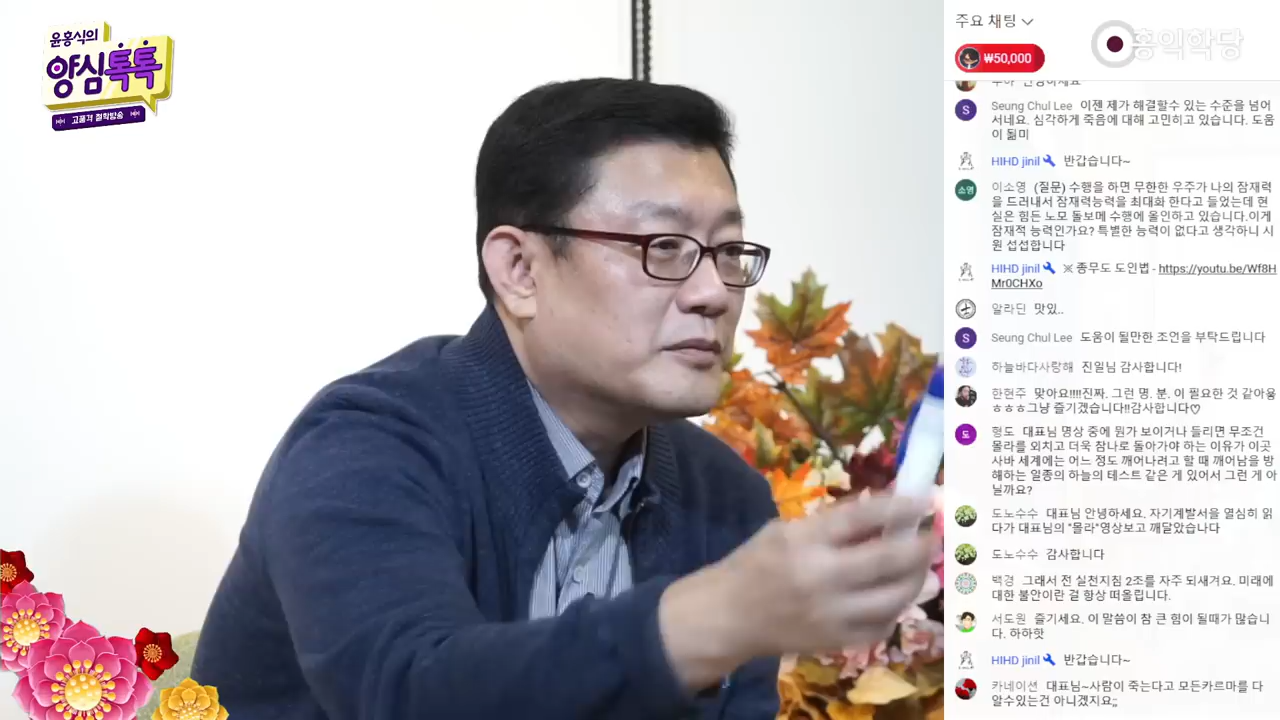 윤홍식의
양심톡톡
고품격 철학방송
주요 채팅
홍익학당
₩50,000
안녕하세요
Seung Chul Lee 이젠 제가 해결할수 있는 수준을 넘어
서네요. 심각하게 죽음에 대해 고민히고 있습니다. 도움
이 됢미
HIHD jinil 반갑습니다~
소영 이소영 (질문) 수행을 하면 무한한 우주가 나의 잠재력
을 드러내서 잠재력능력을 최대화 한다고 들었는데 현
실은 힘든 노모 돌보메 수행에 올인하고 있습니다.이게
잠재적 능력인가요? 특별한 능력이 없다고 생각하니 시
원 섭섭합니다
HIHD jinil ※ 종무도 도인법 - https://youtu.be/Wf8H
Mr0CHXo
알라딘 맛있..
Seung Chul Lee 도움이 될만한 조언을 부탁드립니다
하늘바다사랑해 진일님 감사합니다!
한현주 맞아요!!!!진짜. 그런 명. 분. 이 필요한 것 같아윺
ㅎㅎㅎ그냥 즐기겠습니다!!감사합니다♡
도 형도 대표님 명상 중에 뭔가 보이거나 들리면 무조건
몰라를 외치고 더욱 참나로 돌아가야 하는 이유가 이곳
사바 세계에는 어느 정도 깨어나려고 할 때 깨어남을 방
해하는 일종의 하늘의 테스트 같은 게 있어서 그런 게 아
닐까요?
도노수수 대표님 안녕하세요. 자기계발서을 열심히 읽
다가 대표님의 "몰라"영상보고 깨달았습나다
도노수수 감사합니다
백경 그래서 전 실천지침 2조를 자주 되새겨요. 미래에
대한 불안이란 걸 항상 떠올립니다.
서도원 즐기세요. 이 말씀이 참 큰 힘이 될때가 많습니
다. 하하핫
HIHD jinil 반갑습니다~
카네이션 대표님~사람이 죽는다고 모든카르마를 다
알수있는건 아니겠지요;;